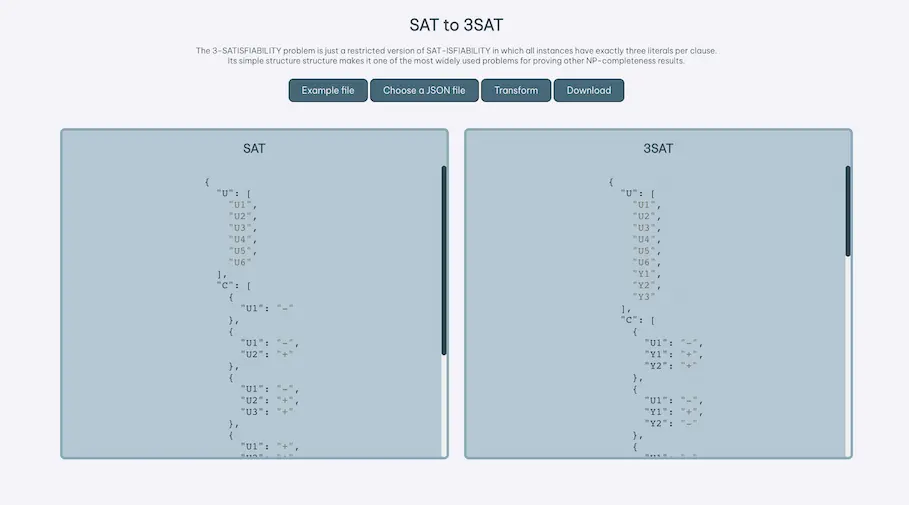 SAT to 3SAT
The 3-SATISFIABILITY problem is just a restricted version of SAT-ISFIABILITY in which all instances have exactly three literals per clause.
Its simple structure structure makes it one of the most widely used problems for proving other NP-completeness results.
Example file
Choose a JSON file
Transform
Download
SAT
{
"U": [
"U1",
"U2",
"U3",
"U4",
"U5",
"U6"
],
"C": [
{
"U1": "-"
},
{
"U1": "-",
"U2": "+"
},
{
"U1": "-",
"U2": "+",
"U3": "+"
},
{
"U1": "+",
3SAT
{
"U": [
"U1",
"U2",
"U3",
"U4",
"U5",
"U6",
"Y1",
"Y2",
"Y3"
],
"C": [
{
"U1": "-",
"Y1": "+",
"Y2": "+"
},
{
"U1": "-",
"Y1": "+",
"Y2": "-"
},
{